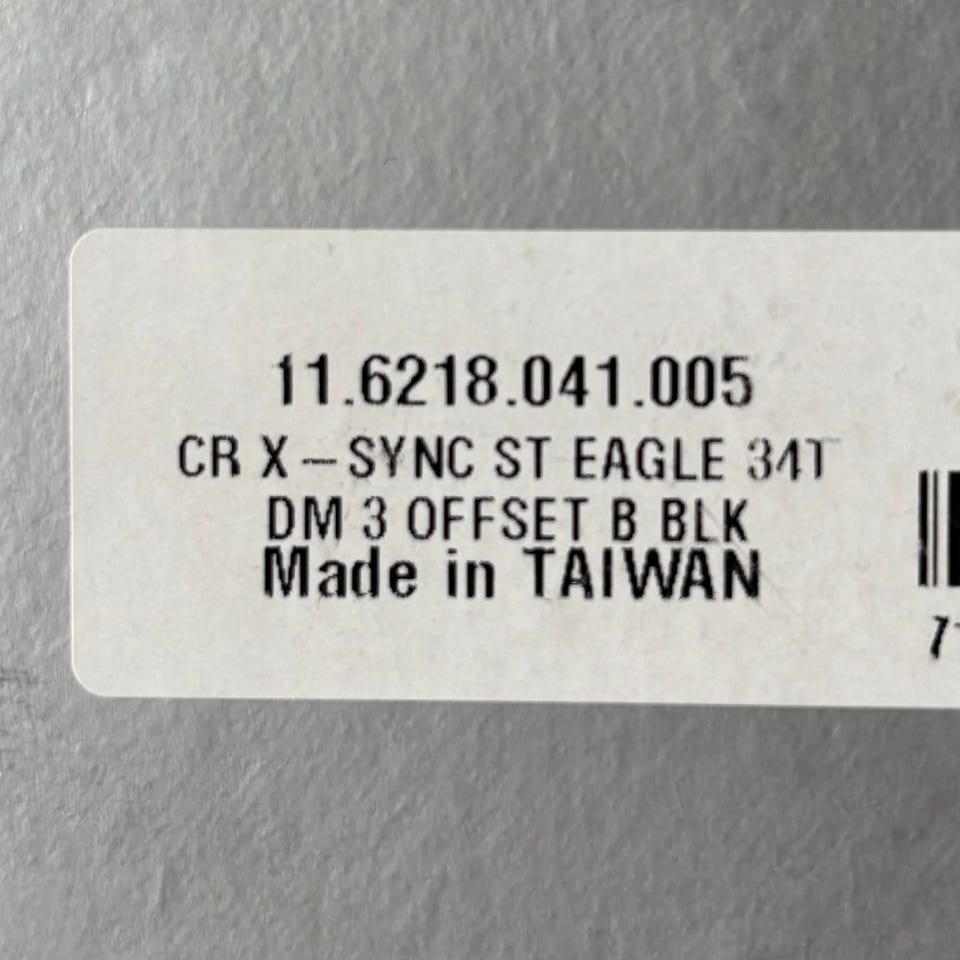 11.6218.041.005
CR X-SYNC ST EAGLE 34T
DM 3 OFFSET B BLK
Made in TAIWAN